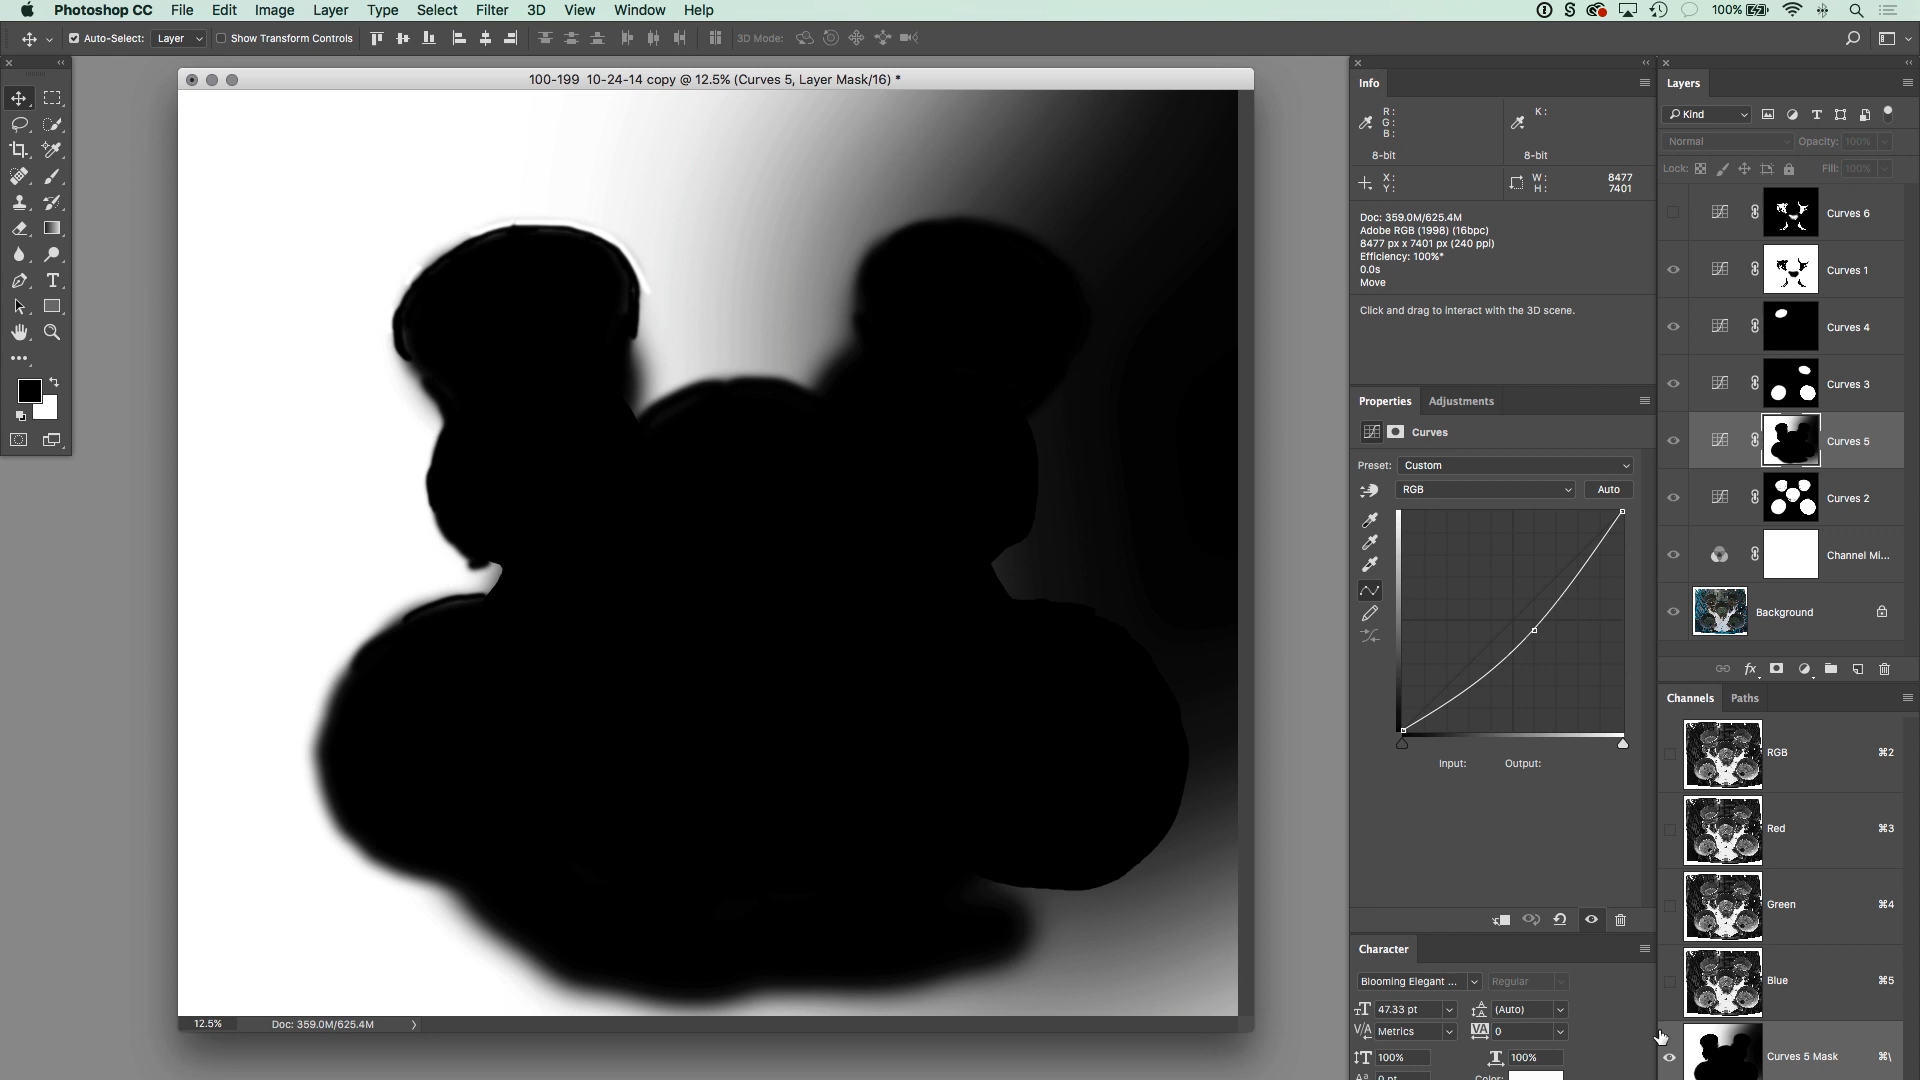 Photoshop CC File Edit Image Layer Type Select Filter 3D View Window Help 100%
Auto-Select: Layer Show Transform Controls 3D Mode:
100-199 10-24-14 copy @ 12.5% (Curves 5, Layer Mask/16) *
12.5% Doc: 359.0M/625.4M
Info
R:
G:
B:
K:
8-bit 8-bit
X:
Y:
W: 8477
H: 7401
Doc: 359.0M/625.4M
Adobe RGB (1998) (16bpc)
8477 px x 7401 px (240 ppi)
Efficiency: 100%*
0.0s
Move
Click and drag to interact with the 3D scene.
Properties Adjustments
Curves
Preset: Custom
RGB Auto
Input: Output:
Character
Blooming Elegant ... Regular
47.33 pt (Auto)
Metrics 0
100% 100%
0 pt Color:
Layers
Kind
Normal Opacity: 100%
Lock: Fill: 100%
Curves 6
Curves 1
Curves 4
Curves 3
Curves 5
Curves 2
Channel Mi...
Background
Channels Paths
RGB ⌘2
Red ⌘3
Green ⌘4
Blue ⌘5
Curves 5 Mask ⌘\